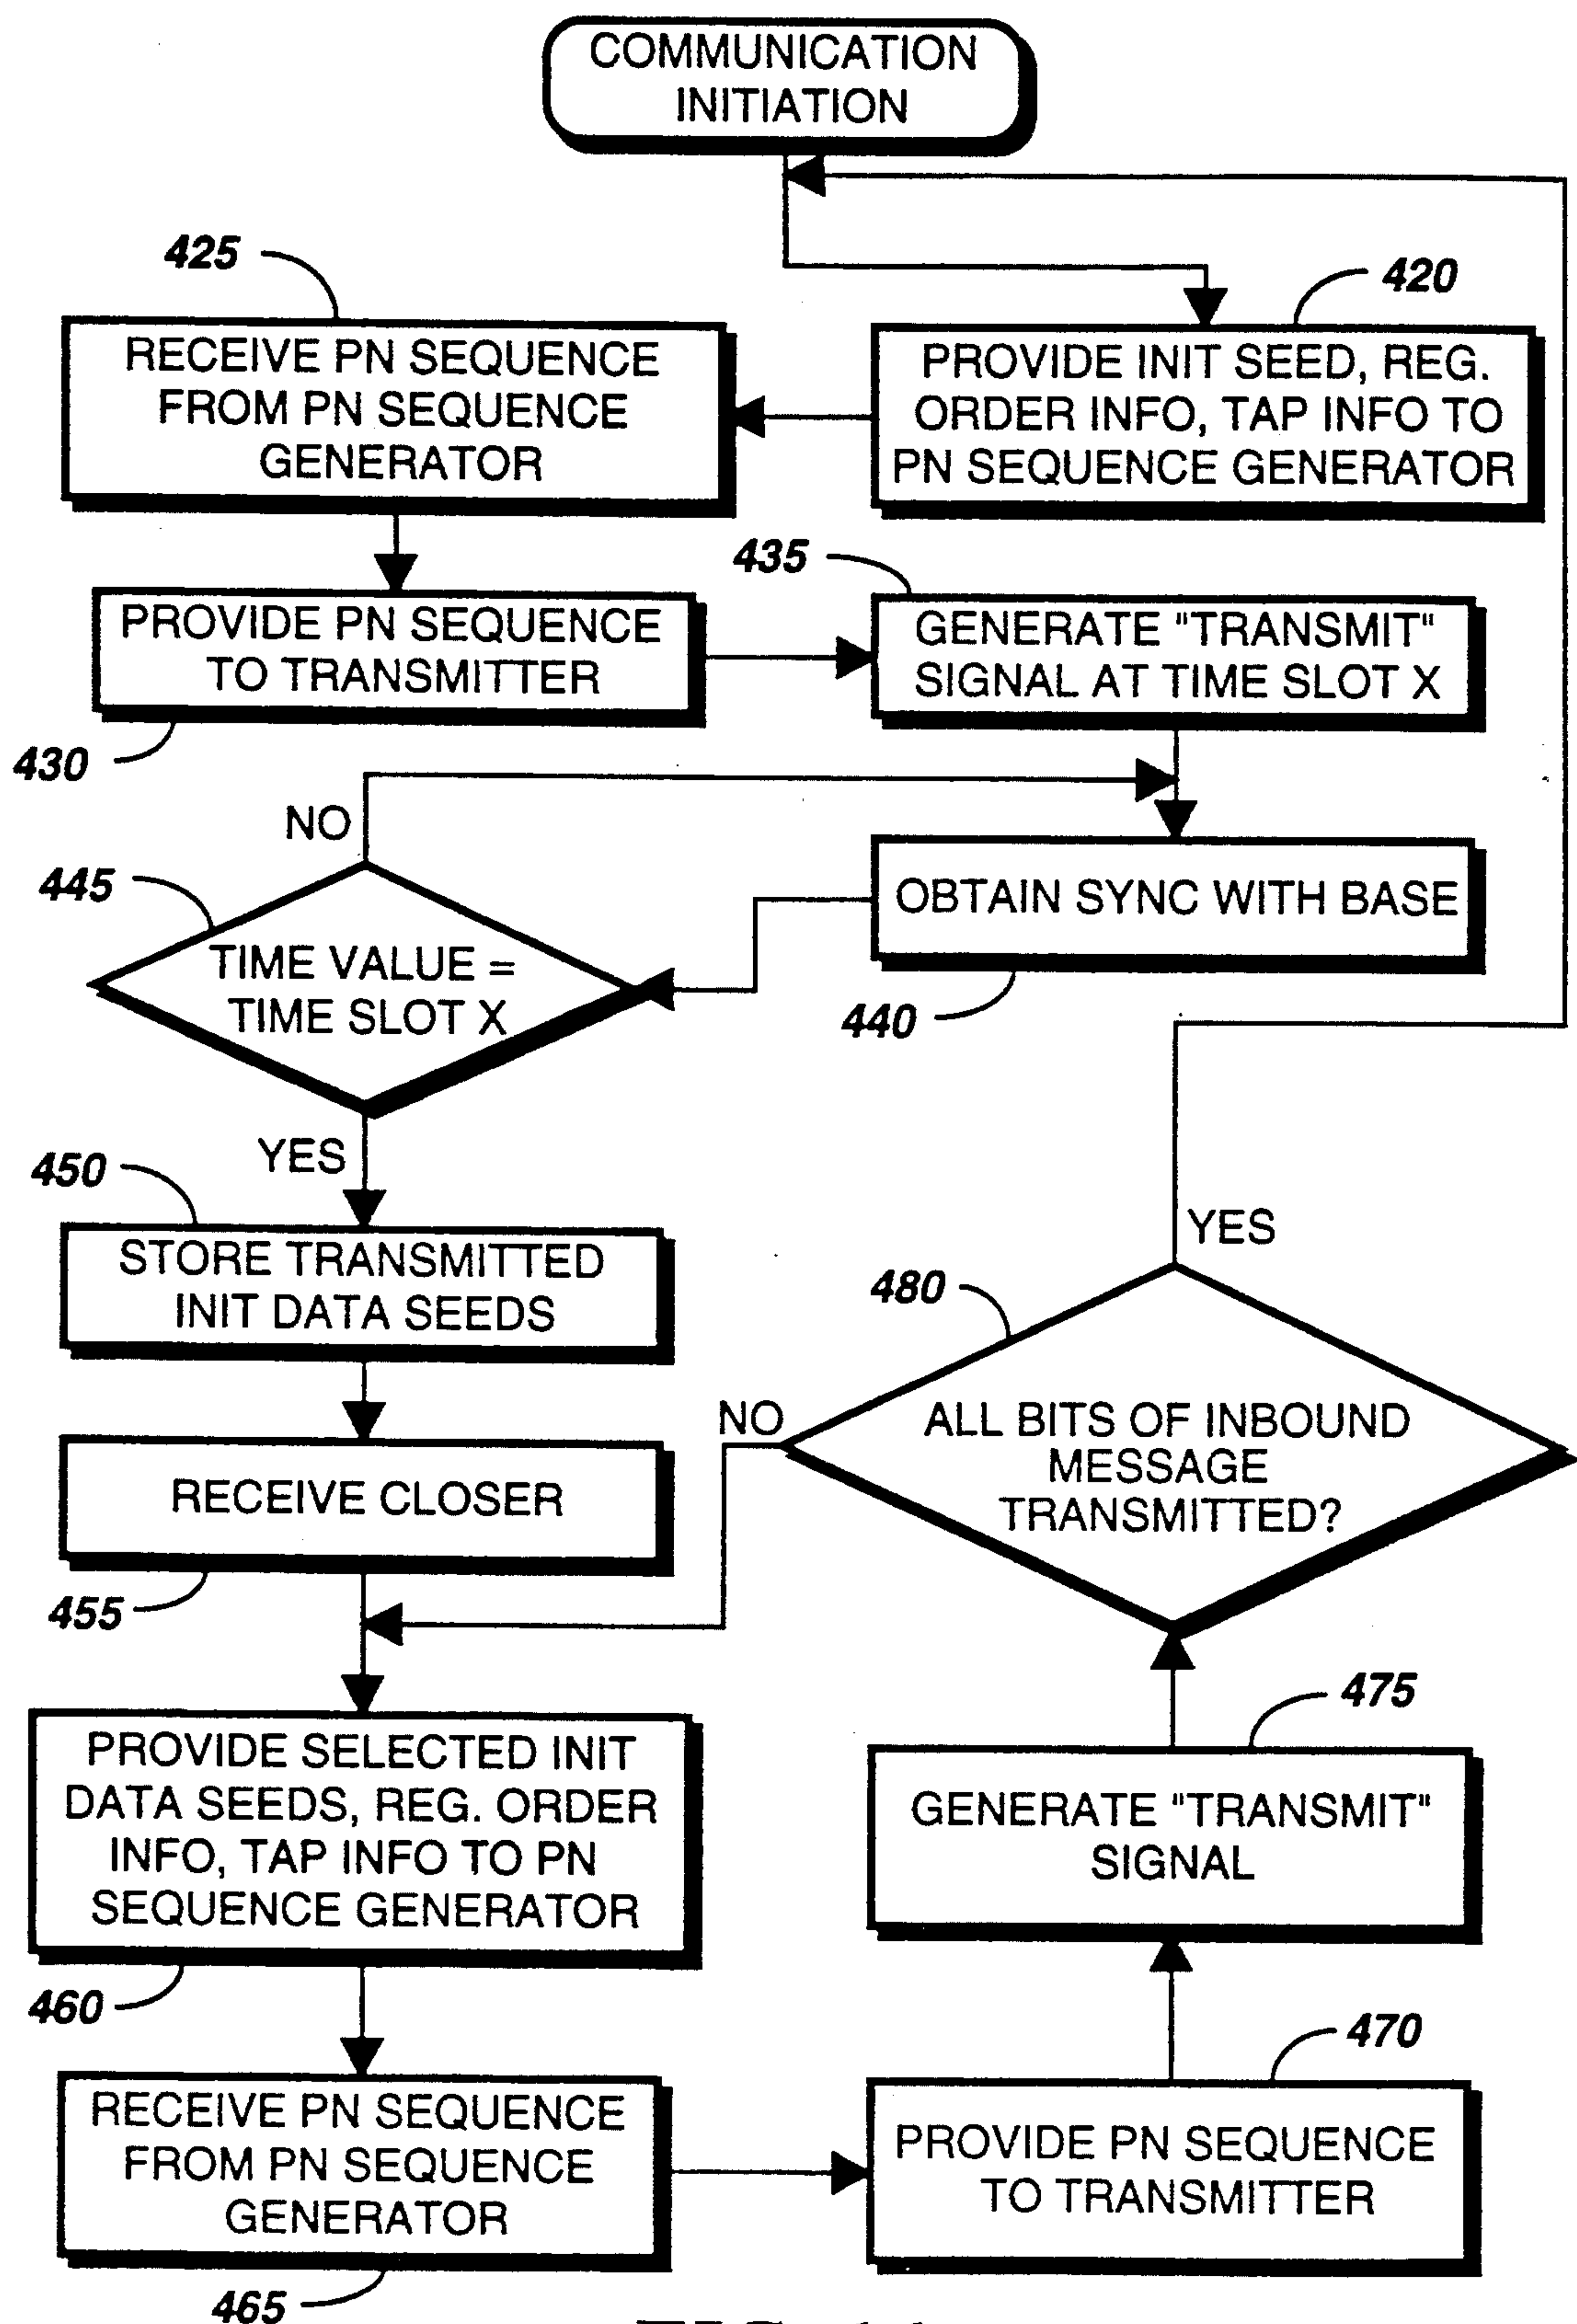 COMMUNICATION
INITIATION
425
420
RECEIVE PN SEQUENCE
FROM PN SEQUENCE
GENERATOR
PROVIDE INIT SEED, REG.
ORDER INFO, TAP INFO TO
PN SEQUENCE GENERATOR
435
PROVIDE PN SEQUENCE
TO TRANSMITTER
430
GENERATE "TRANSMIT"
SIGNAL AT TIME SLOT X
NO
445
OBTAIN SYNC WITH BASE
440
TIME VALUE =
TIME SLOT X
YES
450
STORE TRANSMITTED
INIT DATA SEEDS
YES
480
NO
ALL BITS OF INBOUND
MESSAGE
TRANSMITTED?
RECEIVE CLOSER
455
475
PROVIDE SELECTED INIT
DATA SEEDS, REG. ORDER
INFO, TAP INFO TO PN
SEQUENCE GENERATOR
460
GENERATE "TRANSMIT"
SIGNAL
470
RECEIVE PN SEQUENCE
FROM PN SEQUENCE
GENERATOR
465
PROVIDE PN SEQUENCE
TO TRANSMITTER